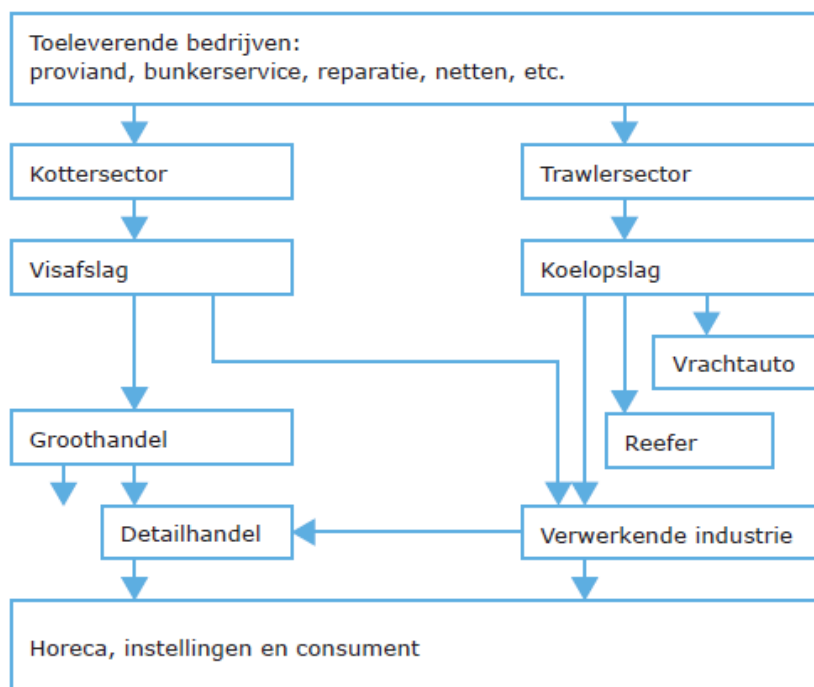 Toeleverende bedrijven:
proviand, bunkerservice, reparatie, netten, etc.
Kottersector
Trawlersector
Visafslag
Koelopslag
Vrachtauto
Groothandel
Reefer
Detailhandel
Verwerkende industrie
Horeca, instellingen en consument